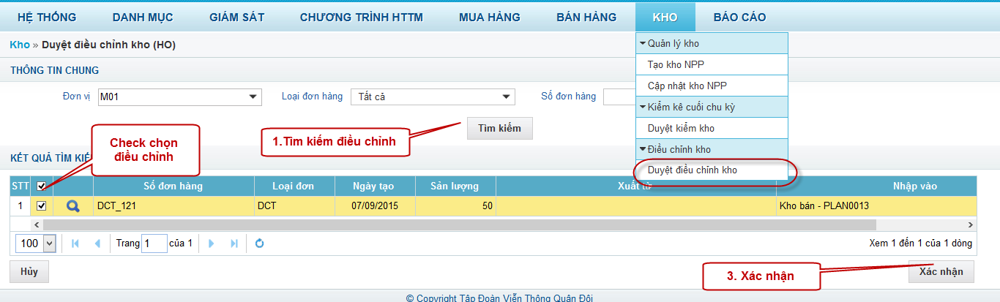 HỆ THỐNG DANH MỤC GIÁM SÁT CHƯƠNG TRÌNH HTTM MUA HÀNG BÁN HÀNG KHO BÁO CÁO
Kho » Duyệt điều chỉnh kho (HO)
Quản lý kho
Tạo kho NPP
Cập nhật kho NPP
Kiểm kê cuối chu kỳ
Duyệt kiểm kho
Điều chỉnh kho
Duyệt điều chỉnh kho
THÔNG TIN CHUNG
Đơn vị M01 Loại đơn hàng Tất cả Số đơn hàng
1.Tìm kiếm điều chỉnh
Tìm kiếm
Check chọn
điều chỉnh
KẾT QUẢ TÌM KIẾ
STT Số đơn hàng Loại đơn Ngày tạo Sản lượng Xuất từ Nhập vào
1 DCT_121 DCT 07/09/2015 50 Kho bán - PLAN0013
100 Trang 1 của 1 Xem 1 đến 1 của 1 dòng
Hủy 3. Xác nhận Xác nhận
© Copyright Tập Đoàn Viễn Thông Quân Đội